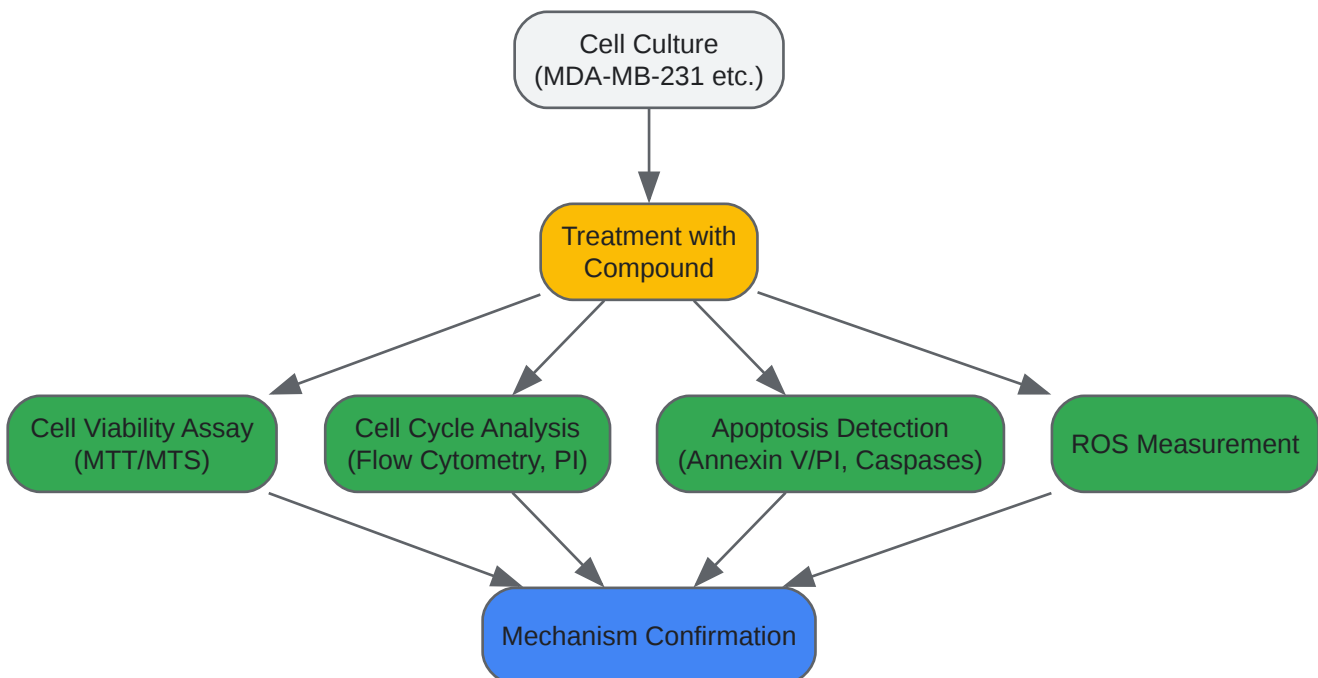 Cell Culture
(MDA-MB-231 etc.)
Treatment with
Compound
Cell Viability Assay
(MTT/MTS)
Cell Cycle Analysis
(Flow Cytometry, PI)
Apoptosis Detection
(Annexin V/PI, Caspases)
ROS Measurement
Mechanism Confirmation